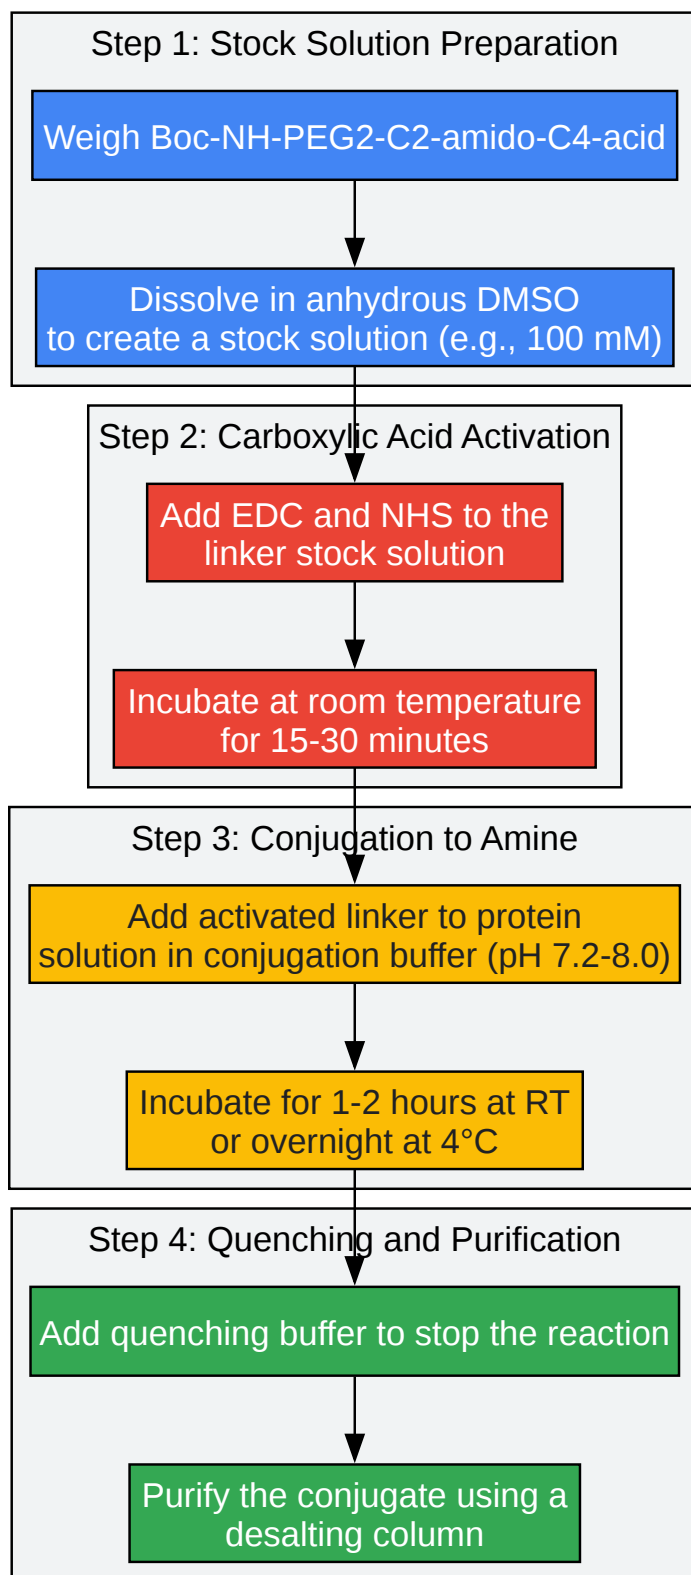 Step 1: Stock Solution Preparation
Weigh Boc-NH-PEG2-C2-amido-C4-acid
Dissolve in anhydrous DMSO
to create a stock solution (e.g., 100 mM)
Step 2: Carboxylic Acid Activation
Add EDC and NHS to the
linker stock solution
Incubate at room temperature
for 15-30 minutes
Step 3: Conjugation to Amine
Add activated linker to protein
solution in conjugation buffer (pH 7.2-8.0)
Incubate for 1-2 hours at RT
or overnight at 4°C
Step 4: Quenching and Purification
Add quenching buffer to stop the reaction
Purify the conjugate using a
desalting column